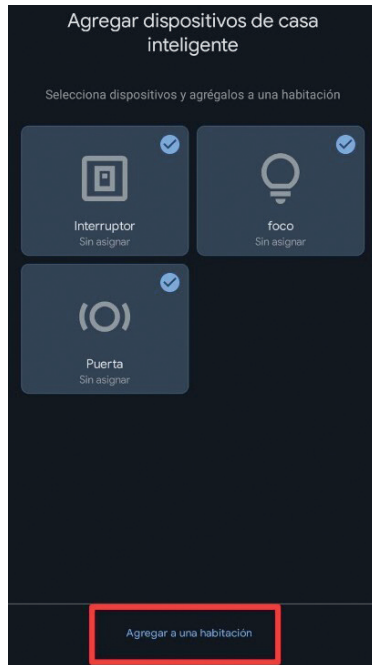 Agregar dispositivos de casa
inteligente
Selecciona dispositivos y agrégalos a una habitación
Interruptor
Sin asignar
foco
Sin asignar
Puerta
Sin asignar
Agregar a una habitación